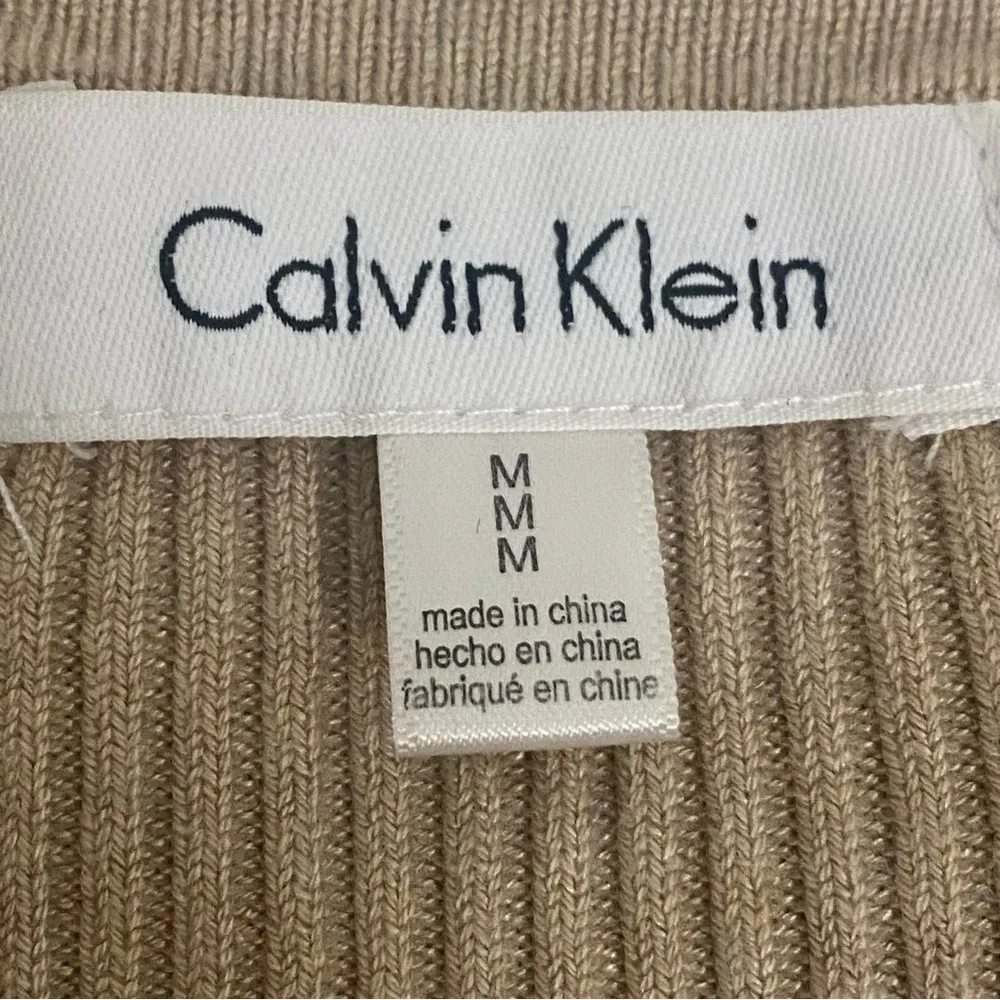 Calvin Klein
M
M
M
made in china
hecho en china
fabriqué en chine